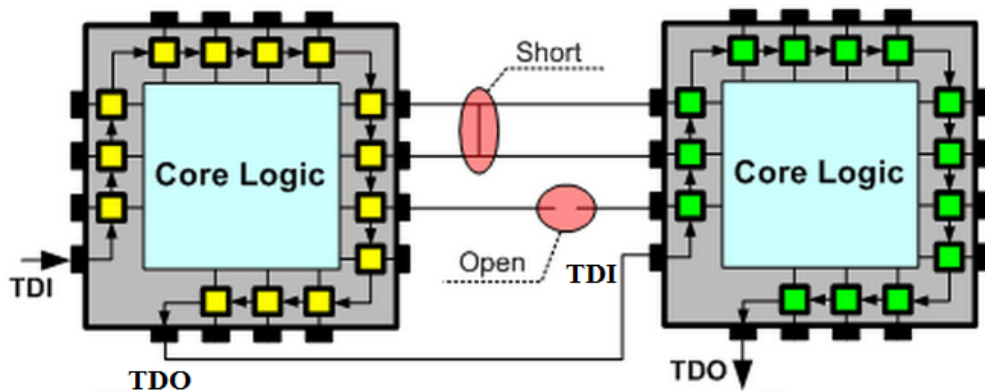 Short
Core Logic
Core Logic
Open
TDI
TDI
TDO
TDO